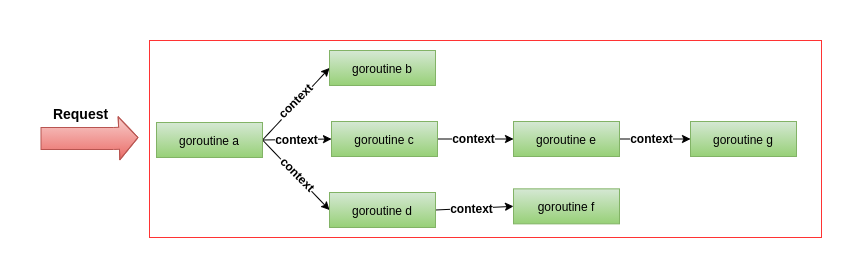 Request
goroutine a
context
goroutine b
context
goroutine c
context
goroutine e
context
goroutine g
context
goroutine d
context
goroutine f